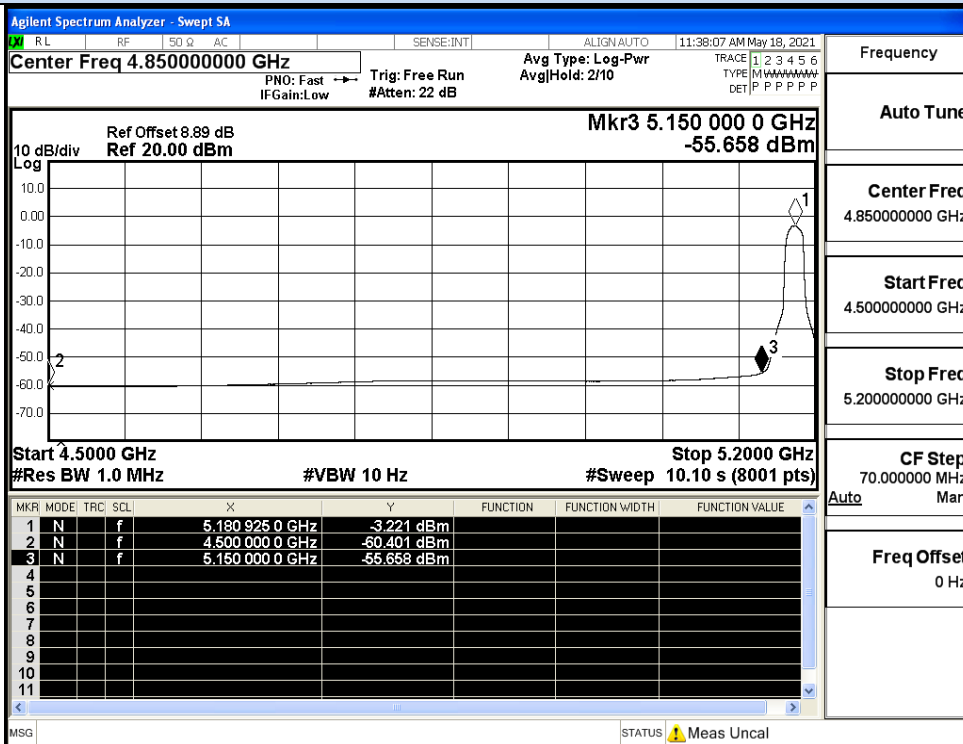 Agilent Spectrum Analyzer - Swept SA
LXI RL RF 50 Ω AC SENSE:INT ALIGN AUTO 11:38:07 AM May 18, 2021
Center Freq 4.850000000 GHz
PNO: Fast
IFGain:Low
Trig: Free Run
#Atten: 22 dB
Avg Type: Log-Pwr
Avg|Hold: 2/10
TRACE 1 2 3 4 5 6
TYPE M WWWWW
DET P P P P P P
Ref Offset 8.89 dB
10 dB/div Ref 20.00 dBm
Log
Mkr3 5.150 000 0 GHz
-55.658 dBm
10.0
0.00
-10.0
-20.0
-30.0
-40.0
-50.0
-60.0
-70.0
1
2
3
Start 4.5000 GHz Stop 5.2000 GHz
#Res BW 1.0 MHz #VBW 10 Hz #Sweep 10.10 s (8001 pts)
MKR MODE TRC SCL X Y FUNCTION FUNCTION WIDTH FUNCTION VALUE
1 N f 5.180 925 0 GHz -3.221 dBm
2 N f 4.500 000 0 GHz -60.401 dBm
3 N f 5.150 000 0 GHz -55.658 dBm
4
5
6
7
8
9
10
11
MSG STATUS Meas Uncal
Frequency
Auto Tune
Center Freq
4.850000000 GHz
Start Freq
4.500000000 GHz
Stop Freq
5.200000000 GHz
CF Step
70.000000 MHz
Auto Man
Freq Offset
0 Hz